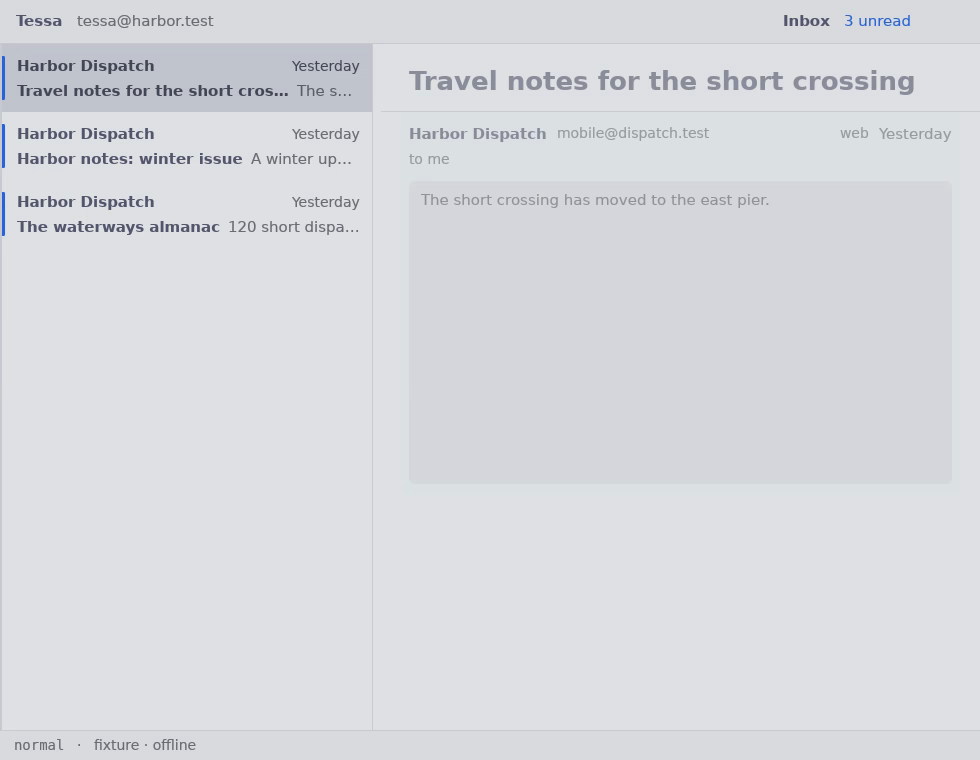 Tessa tessa@harbor.test Inbox 3 unread
Harbor Dispatch Yesterday
Travel notes for the short cros… The s…
Harbor Dispatch Yesterday
Harbor notes: winter issue A winter up…
Harbor Dispatch Yesterday
The waterways almanac 120 short dispa…
Travel notes for the short crossing
Harbor Dispatch mobile@dispatch.test web Yesterday
to me
The short crossing has moved to the east pier.
normal · fixture · offline